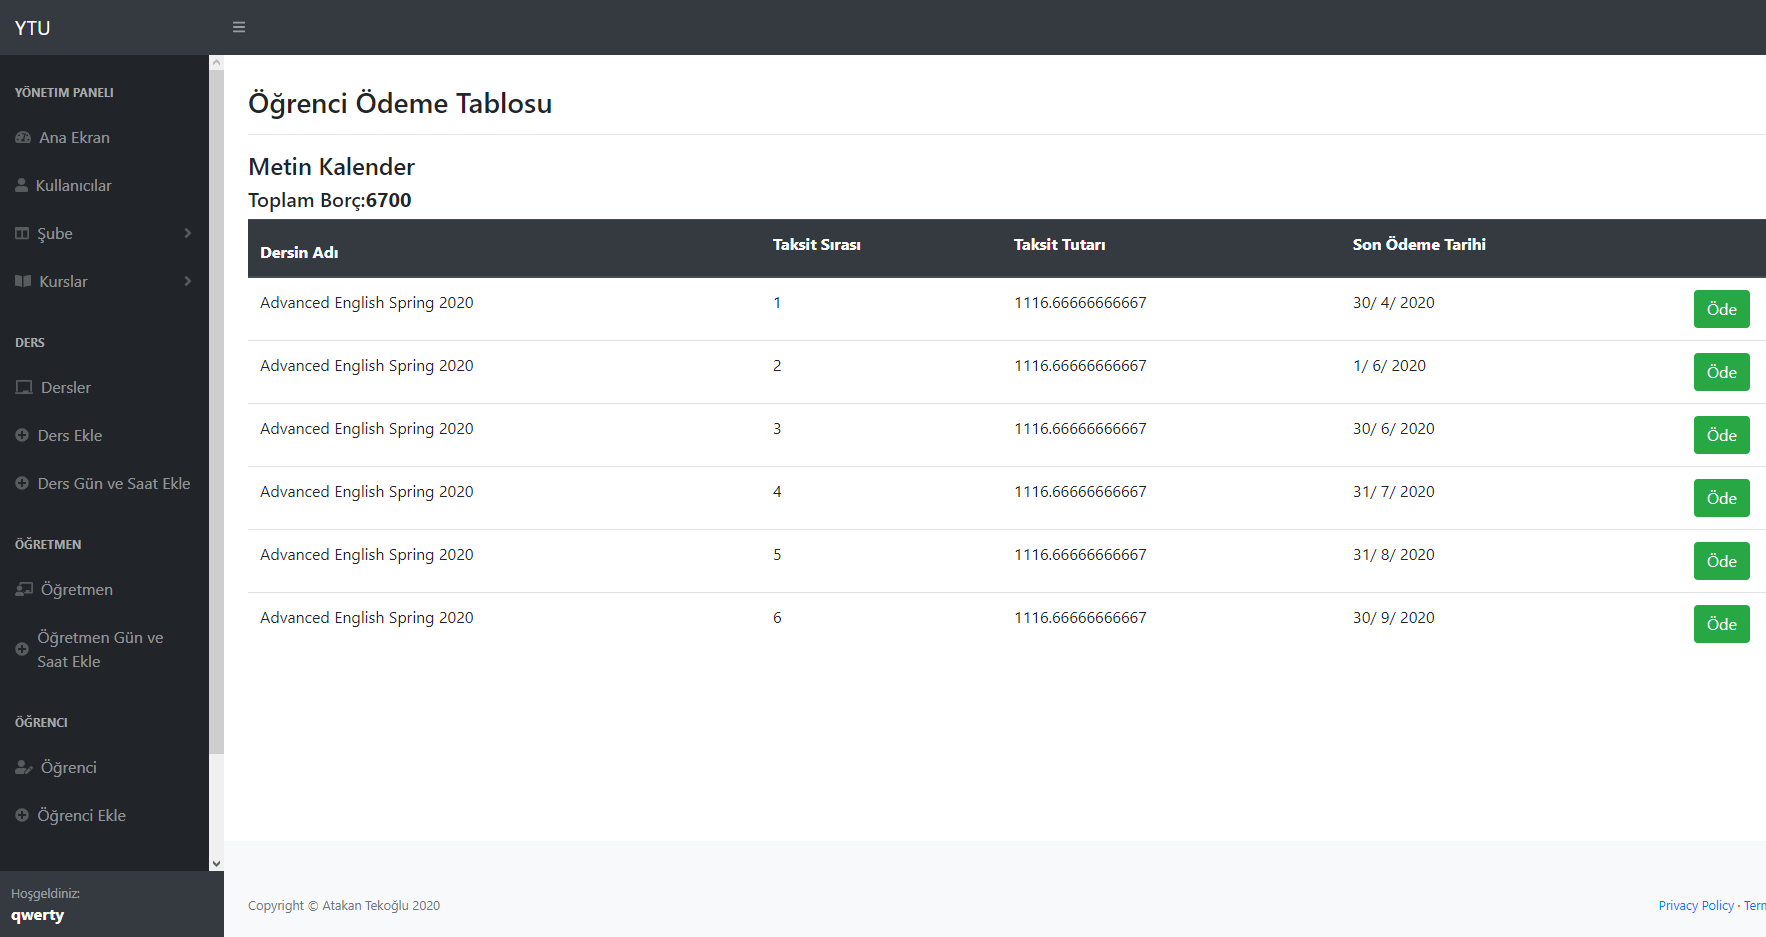 YTU
YÖNETIM PANELI
Ana Ekran
Kullanıcılar
Şube
Kurslar
DERS
Dersler
Ders Ekle
Ders Gün ve Saat Ekle
ÖĞRETMEN
Öğretmen
Öğretmen Gün ve
Saat Ekle
ÖĞRENCI
Öğrenci
Öğrenci Ekle
Hoşgeldiniz:
qwerty
Öğrenci Ödeme Tablosu
Metin Kalender
Toplam Borç:6700
Dersin Adı Taksit Sırası Taksit Tutarı Son Ödeme Tarihi
Advanced English Spring 2020 1 1116.66666666667 30/ 4/ 2020 Öde
Advanced English Spring 2020 2 1116.66666666667 1/ 6/ 2020 Öde
Advanced English Spring 2020 3 1116.66666666667 30/ 6/ 2020 Öde
Advanced English Spring 2020 4 1116.66666666667 31/ 7/ 2020 Öde
Advanced English Spring 2020 5 1116.66666666667 31/ 8/ 2020 Öde
Advanced English Spring 2020 6 1116.66666666667 30/ 9/ 2020 Öde
Copyright © Atakan Tekoğlu 2020 Privacy Policy · Tern